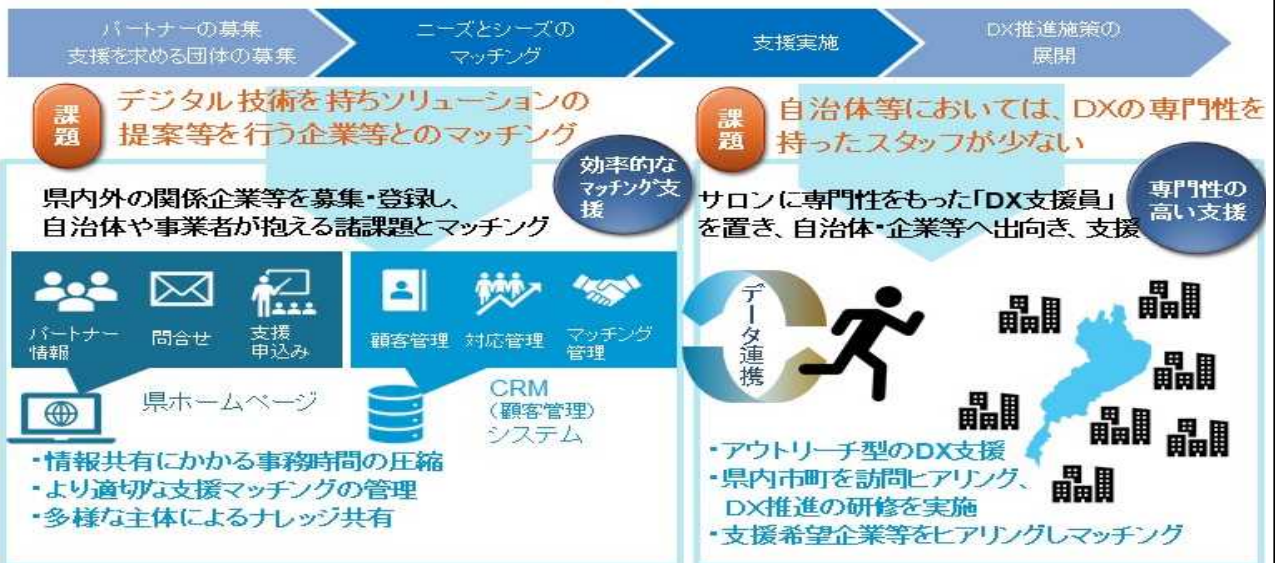 パートナーの募集
支援を求める団体の募集
ニーズとシーズの
マッチング
支援実施
DX推進施策の
展開
課題
デジタル技術を持ちソリューションの
提案等を行う企業等とのマッチング
効率的な
マッチング支
援
県内外の関係企業等を募集・登録し、
自治体や事業者が抱える諸課題とマッチング
パートナー
情報
問合せ
支援
申込み
顧客管理
対応管理
マッチング
管理
県ホームページ
CRM
(顧客管理)
システム
・情報共有にかかる事務時間の圧縮
・より適切な支援マッチングの管理
・多様な主体によるナレッジ共有
課題
自治体等においては、DXの専門性を
持ったスタッフが少ない
専門性の
高い支援
サロンに専門性をもった「DX支援員」
を置き、自治体・企業等へ出向き、支援
データ連携
・アウトリーチ型のDX支援
・県内市町を訪問ヒアリング、
DX推進の研修を実施
・支援希望企業等をヒアリングしマッチング